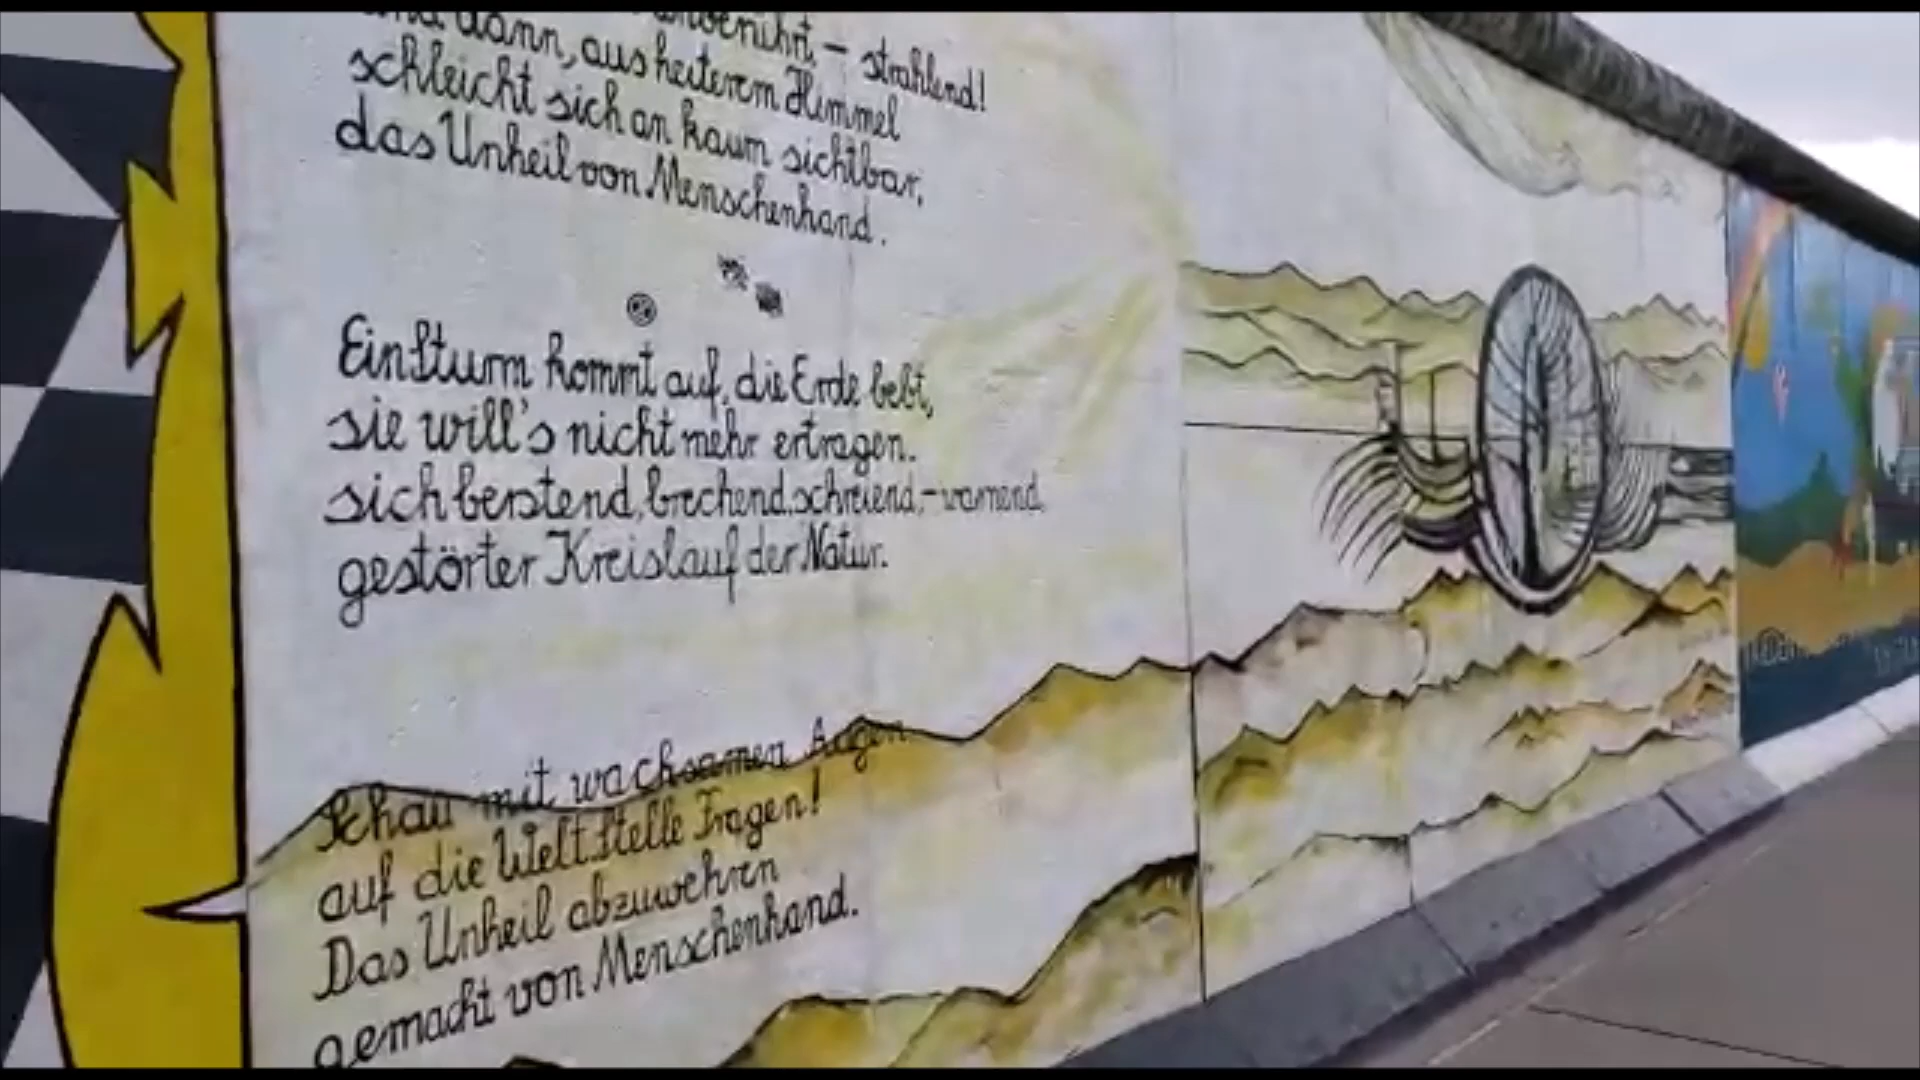 unberührt, – strahlend!
und dann, aus heiterem Himmel
schleicht sich an kaum sichtbar,
das Unheil von Menschenhand.
Ein Sturm kommt auf, die Erde bebt,
sie will's nicht mehr ertragen.
sich berstend, brechend, schreiend, – warnend,
gestörter Kreislauf der Natur.
Schau mit wachsamen Augen
auf die Welt. Stelle Fragen!
Das Unheil abzuwehren
gemacht von Menschenhand.